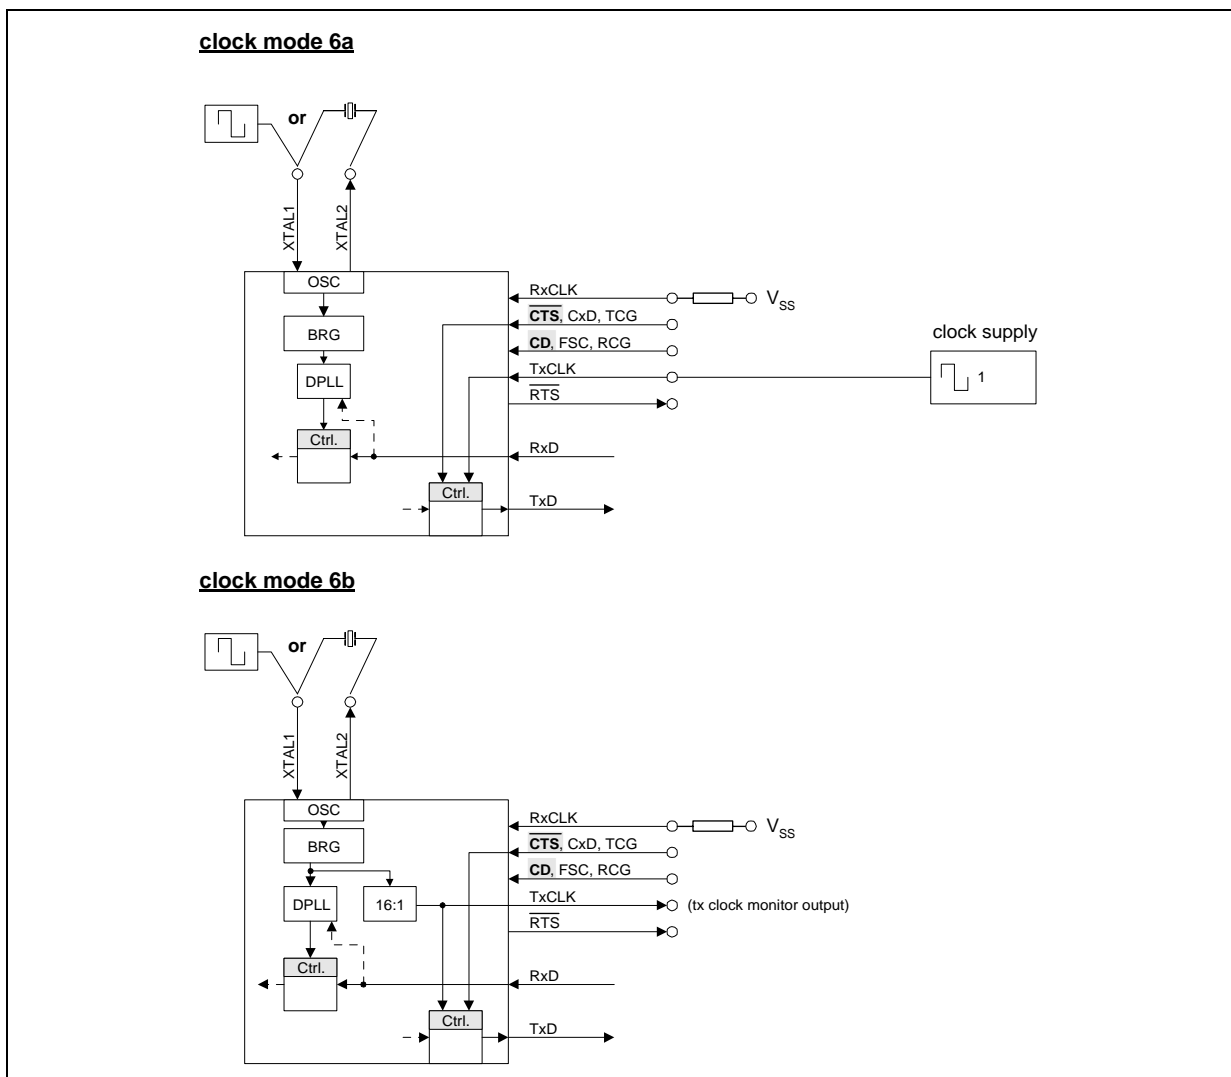 clock mode 6a
or
XTAL1
XTAL2
OSC
BRG
DPLL
Ctrl.
RxCLK
VSS
CTS, CxD, TCG
CD, FSC, RCG
clock supply
TxCLK
1
RTS
RxD
Ctrl.
TxD
clock mode 6b
or
XTAL1
XTAL2
OSC
BRG
DPLL
16:1
Ctrl.
RxCLK
VSS
CTS, CxD, TCG
CD, FSC, RCG
TxCLK
(tx clock monitor output)
RTS
RxD
Ctrl.
TxD